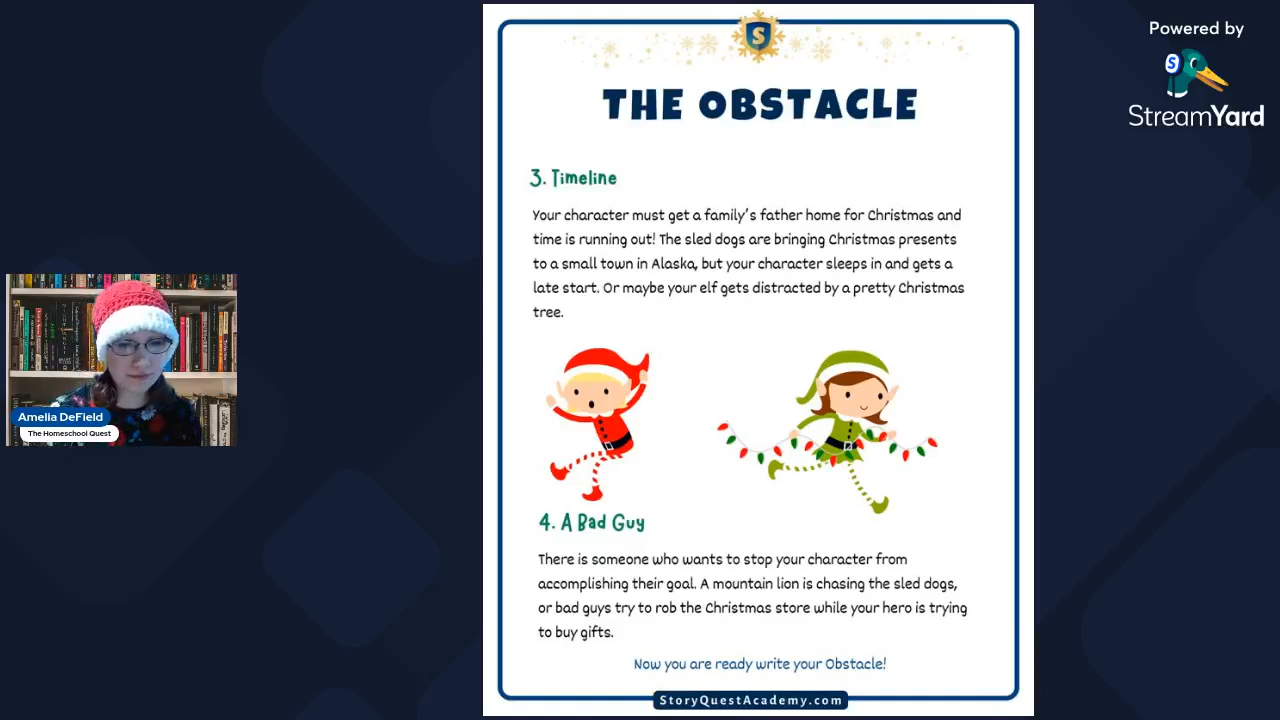 THE OBSTACLE
3. Timeline
Your character must get a family's father home for Christmas and
time is running out! The sled dogs are bringing Christmas presents
to a small town in Alaska, but your character sleeps in and gets a
late start. Or maybe your elf gets distracted by a pretty Christmas
tree.
4. A Bad Guy
There is someone who wants to stop your character from
accomplishing their goal. A mountain lion is chasing the sled dogs,
or bad guys try to rob the Christmas store while your hero is trying
to buy gifts.
Now you are ready write your Obstacle!
StoryQuestAcademy.com
Amelia DeField
The Homeschool Quest
Powered by
StreamYard
S
S